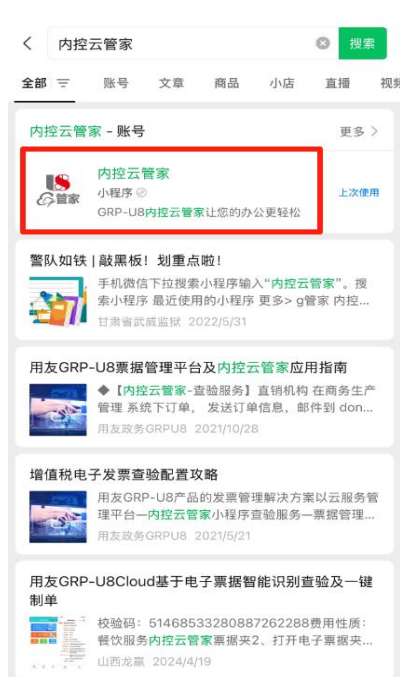 内控云管家
搜索
全部 账号 文章 商品 小店 直播 视频
内控云管家 - 账号 更多
U8管家
内控云管家
小程序
GRP-U8内控云管家让您的办公更轻松
上次使用
警队如铁 | 敲黑板！划重点啦！
手机微信下拉搜索小程序输入“内控云管家”。搜
索小程序 最近使用的小程序 更多> g管家 内控...
甘肃省武威监狱 2022/5/31
用友GRP-U8票据管理平台及内控云管家应用指南
◆【内控云管家-查验服务】直销机构 在商务生产
管理 系统下订单， 发送订单信息，邮件到 don...
用友政务GRPU8 2021/10/28
增值税电子发票查验配置攻略
用友GRP-U8产品的发票管理解决方案以云服务管
理平台—内控云管家小程序查验服务—票据管理...
用友政务GRPU8 2021/5/21
用友GRP-U8Cloud基于电子票据智能识别查验及一键
制单
校验码： 51468533280887262288费用性质：
餐饮服务内控云管家票据夹2、打开电子票据夹...
山西龙赢 2024/4/19